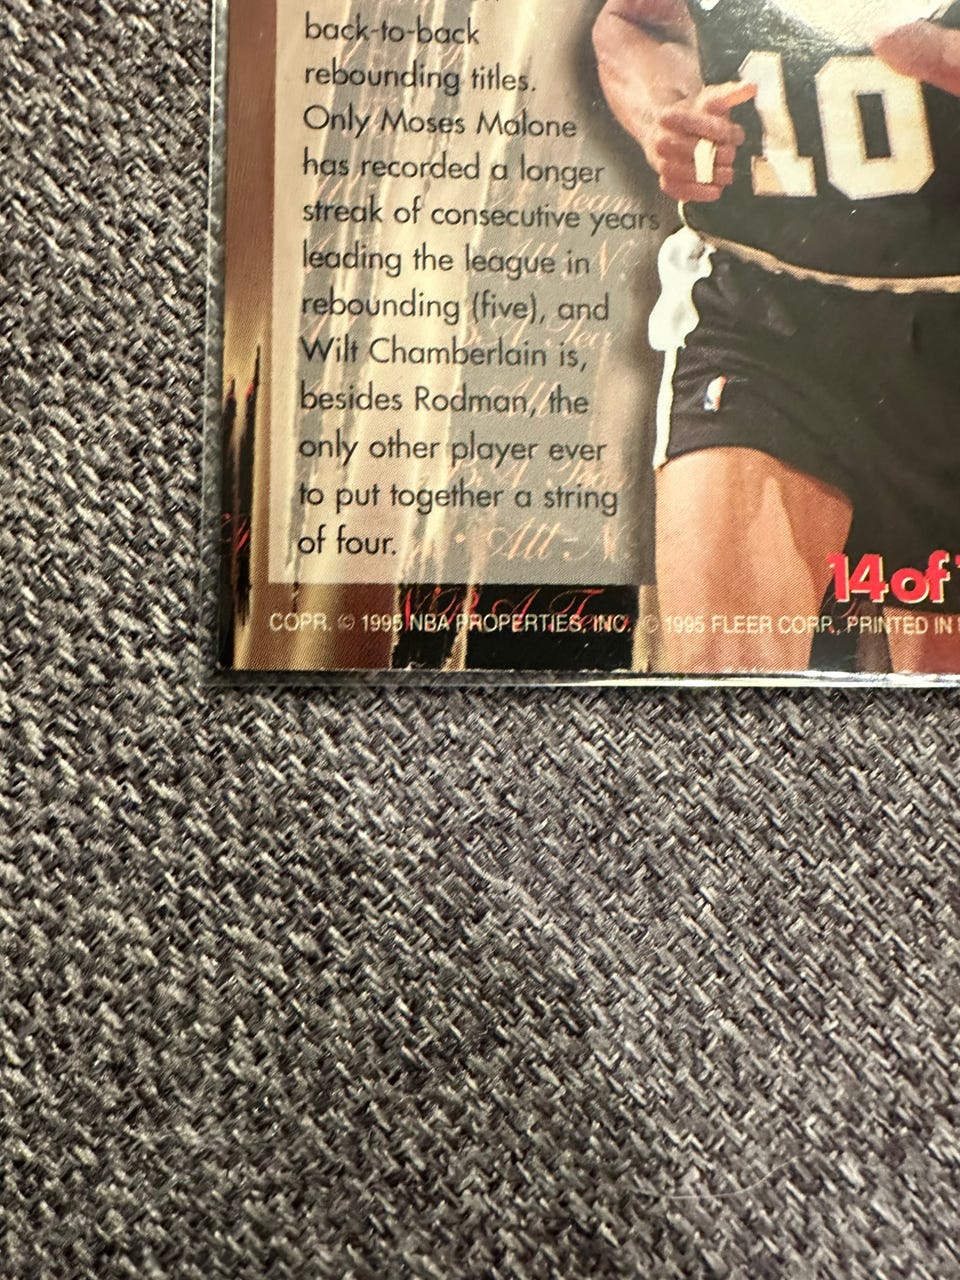 back-to-back
rebounding titles.
Only Moses Malone
has recorded a longer
streak of consecutive years
leading the league in
rebounding (five), and
Wilt Chamberlain is,
besides Rodman, the
only other player ever
to put together a string
of four.
10
14 of
COPR. © 1995 NBA PROPERTIES, INC. © 1995 FLEER CORP. PRINTED IN